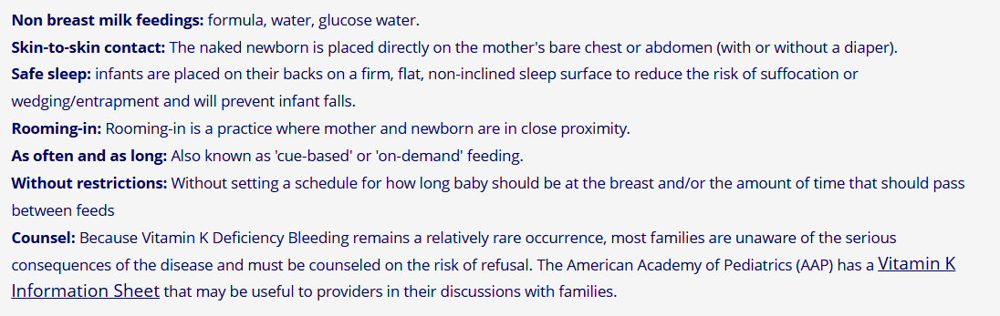 Non breast milk feedings: formula, water, glucose water.
Skin-to-skin contact: The naked newborn is placed directly on the mother's bare chest or abdomen (with or without a diaper).
Safe sleep: infants are placed on their backs on a firm, flat, non-inclined sleep surface to reduce the risk of suffocation or
wedging/entrapment and will prevent infant falls.
Rooming-in: Rooming-in is a practice where mother and newborn are in close proximity.
As often and as long: Also known as 'cue-based' or 'on-demand' feeding.
Without restrictions: Without setting a schedule for how long baby should be at the breast and/or the amount of time that should pass
between feeds
Counsel: Because Vitamin K Deficiency Bleeding remains a relatively rare occurrence, most families are unaware of the serious
consequences of the disease and must be counseled on the risk of refusal. The American Academy of Pediatrics (AAP) has a Vitamin K
Information Sheet that may be useful to providers in their discussions with families.